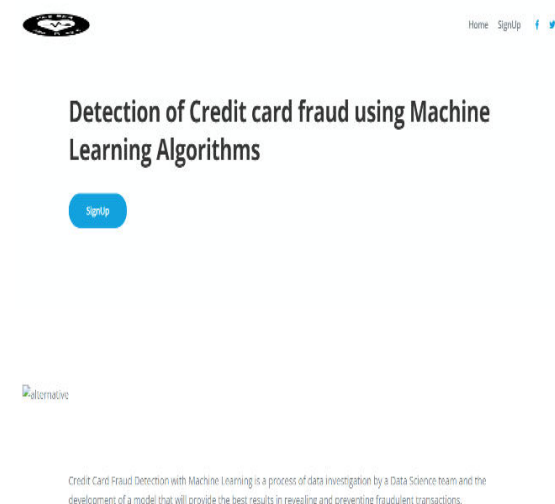 Home SignUp
Detection of Credit card fraud using Machine
Learning Algorithms
SignUp
alternative
Credit Card Fraud Detection with Machine Learning is a process of data investigation by a Data Science team and the
development of a model that will provide the best results in revealing and preventing fraudulent transactions.